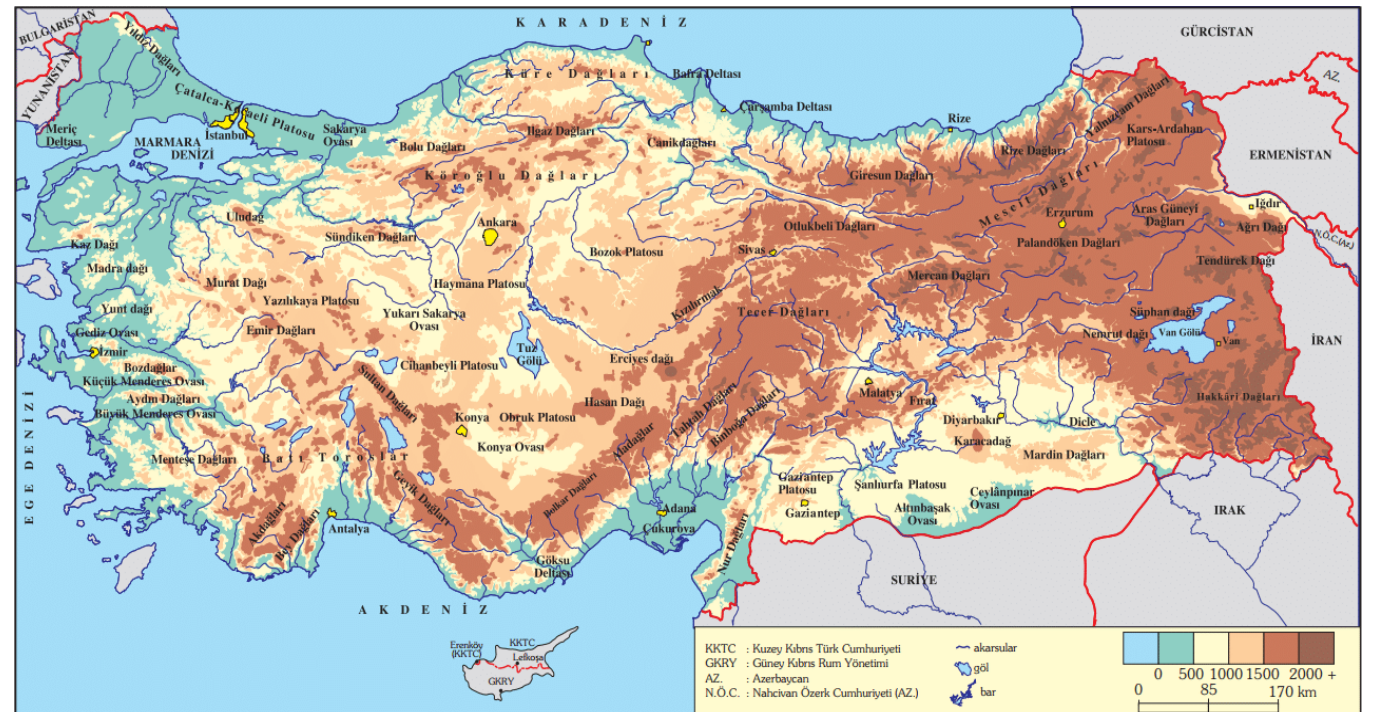 KARADENİZ
BULGARİSTAN
YUNANİSTAN
GÜRCİSTAN
AZ.
ERMENİSTAN
N.Ö.C.(Az)
İRAN
IRAK
SURİYE
EGE DENİZİ
AKDENİZ
Yıldız Dağları
Çatalca-Kocaeli Platosu
İstanbul
Meriç
Deltası
MARMARA
DENİZİ
Sakarya
Ovası
Bolu Dağları
Küre Dağları
Ilgaz Dağları
Bafra Deltası
Çarşamba Deltası
Canikdağları
Köroğlu Dağları
Rize
Rize Dağları
Yalnızçam Dağları
Kars-Ardahan
Platosu
Giresun Dağları
Mescit Dağları
Iğdır
Uludağ
Kaz Dağı
Madra dağı
Sündiken Dağları
Ankara
Bozok Platosu
Sivas
Otlukbeli Dağları
Erzurum
Palandöken Dağları
Aras Güneyi
Dağları
Ağrı Dağı
Tendürek Dağı
Murat Dağı
Yazılıkaya Platosu
Haymana Platosu
Yukarı Sakarya
Ovası
Kızılırmak
Tecer Dağları
Mercan Dağları
Yunt dağı
Gediz Ovası
İzmir
Emir Dağları
Cihanbeyli Platosu
Tuz
Gölü
Erciyes dağı
Süphan dağı
Nemrut dağı
Van Gölü
Van
Bozdağlar
Küçük Menderes Ovası
Aydın Dağları
Büyük Menderes Ovası
Sultan Dağları
Konya
Obruk Platosu
Konya Ovası
Hasan Dağı
Tahtalı Dağları
Binboğa Dağları
Malatya
Fırat
Diyarbakır
Dicle
Karacadağ
Mardin Dağları
Hakkâri Dağları
Menteşe Dağları
Batı Toroslar
Geyik Dağları
Bolkar Dağları
Aladağlar
Akdağları
Bey Dağları
Antalya
Göksu
Deltası
Adana
Çukurova
Nur Dağları
Gaziantep
Platosu
Gaziantep
Şanlıurfa Platosu
Altınbaşak
Ovası
Ceylânpınar
Ovası
Erenköy
(KKTC)
KKTC
Lefkoşa
GKRY
KKTC : Kuzey Kıbrıs Türk Cumhuriyeti
GKRY : Güney Kıbrıs Rum Yönetimi
AZ. : Azerbaycan
N.Ö.C. : Nahcivan Özerk Cumhuriyeti (AZ.)
akarsular
göl
bar
0 500 1000 1500 2000 +
0 85 170 km